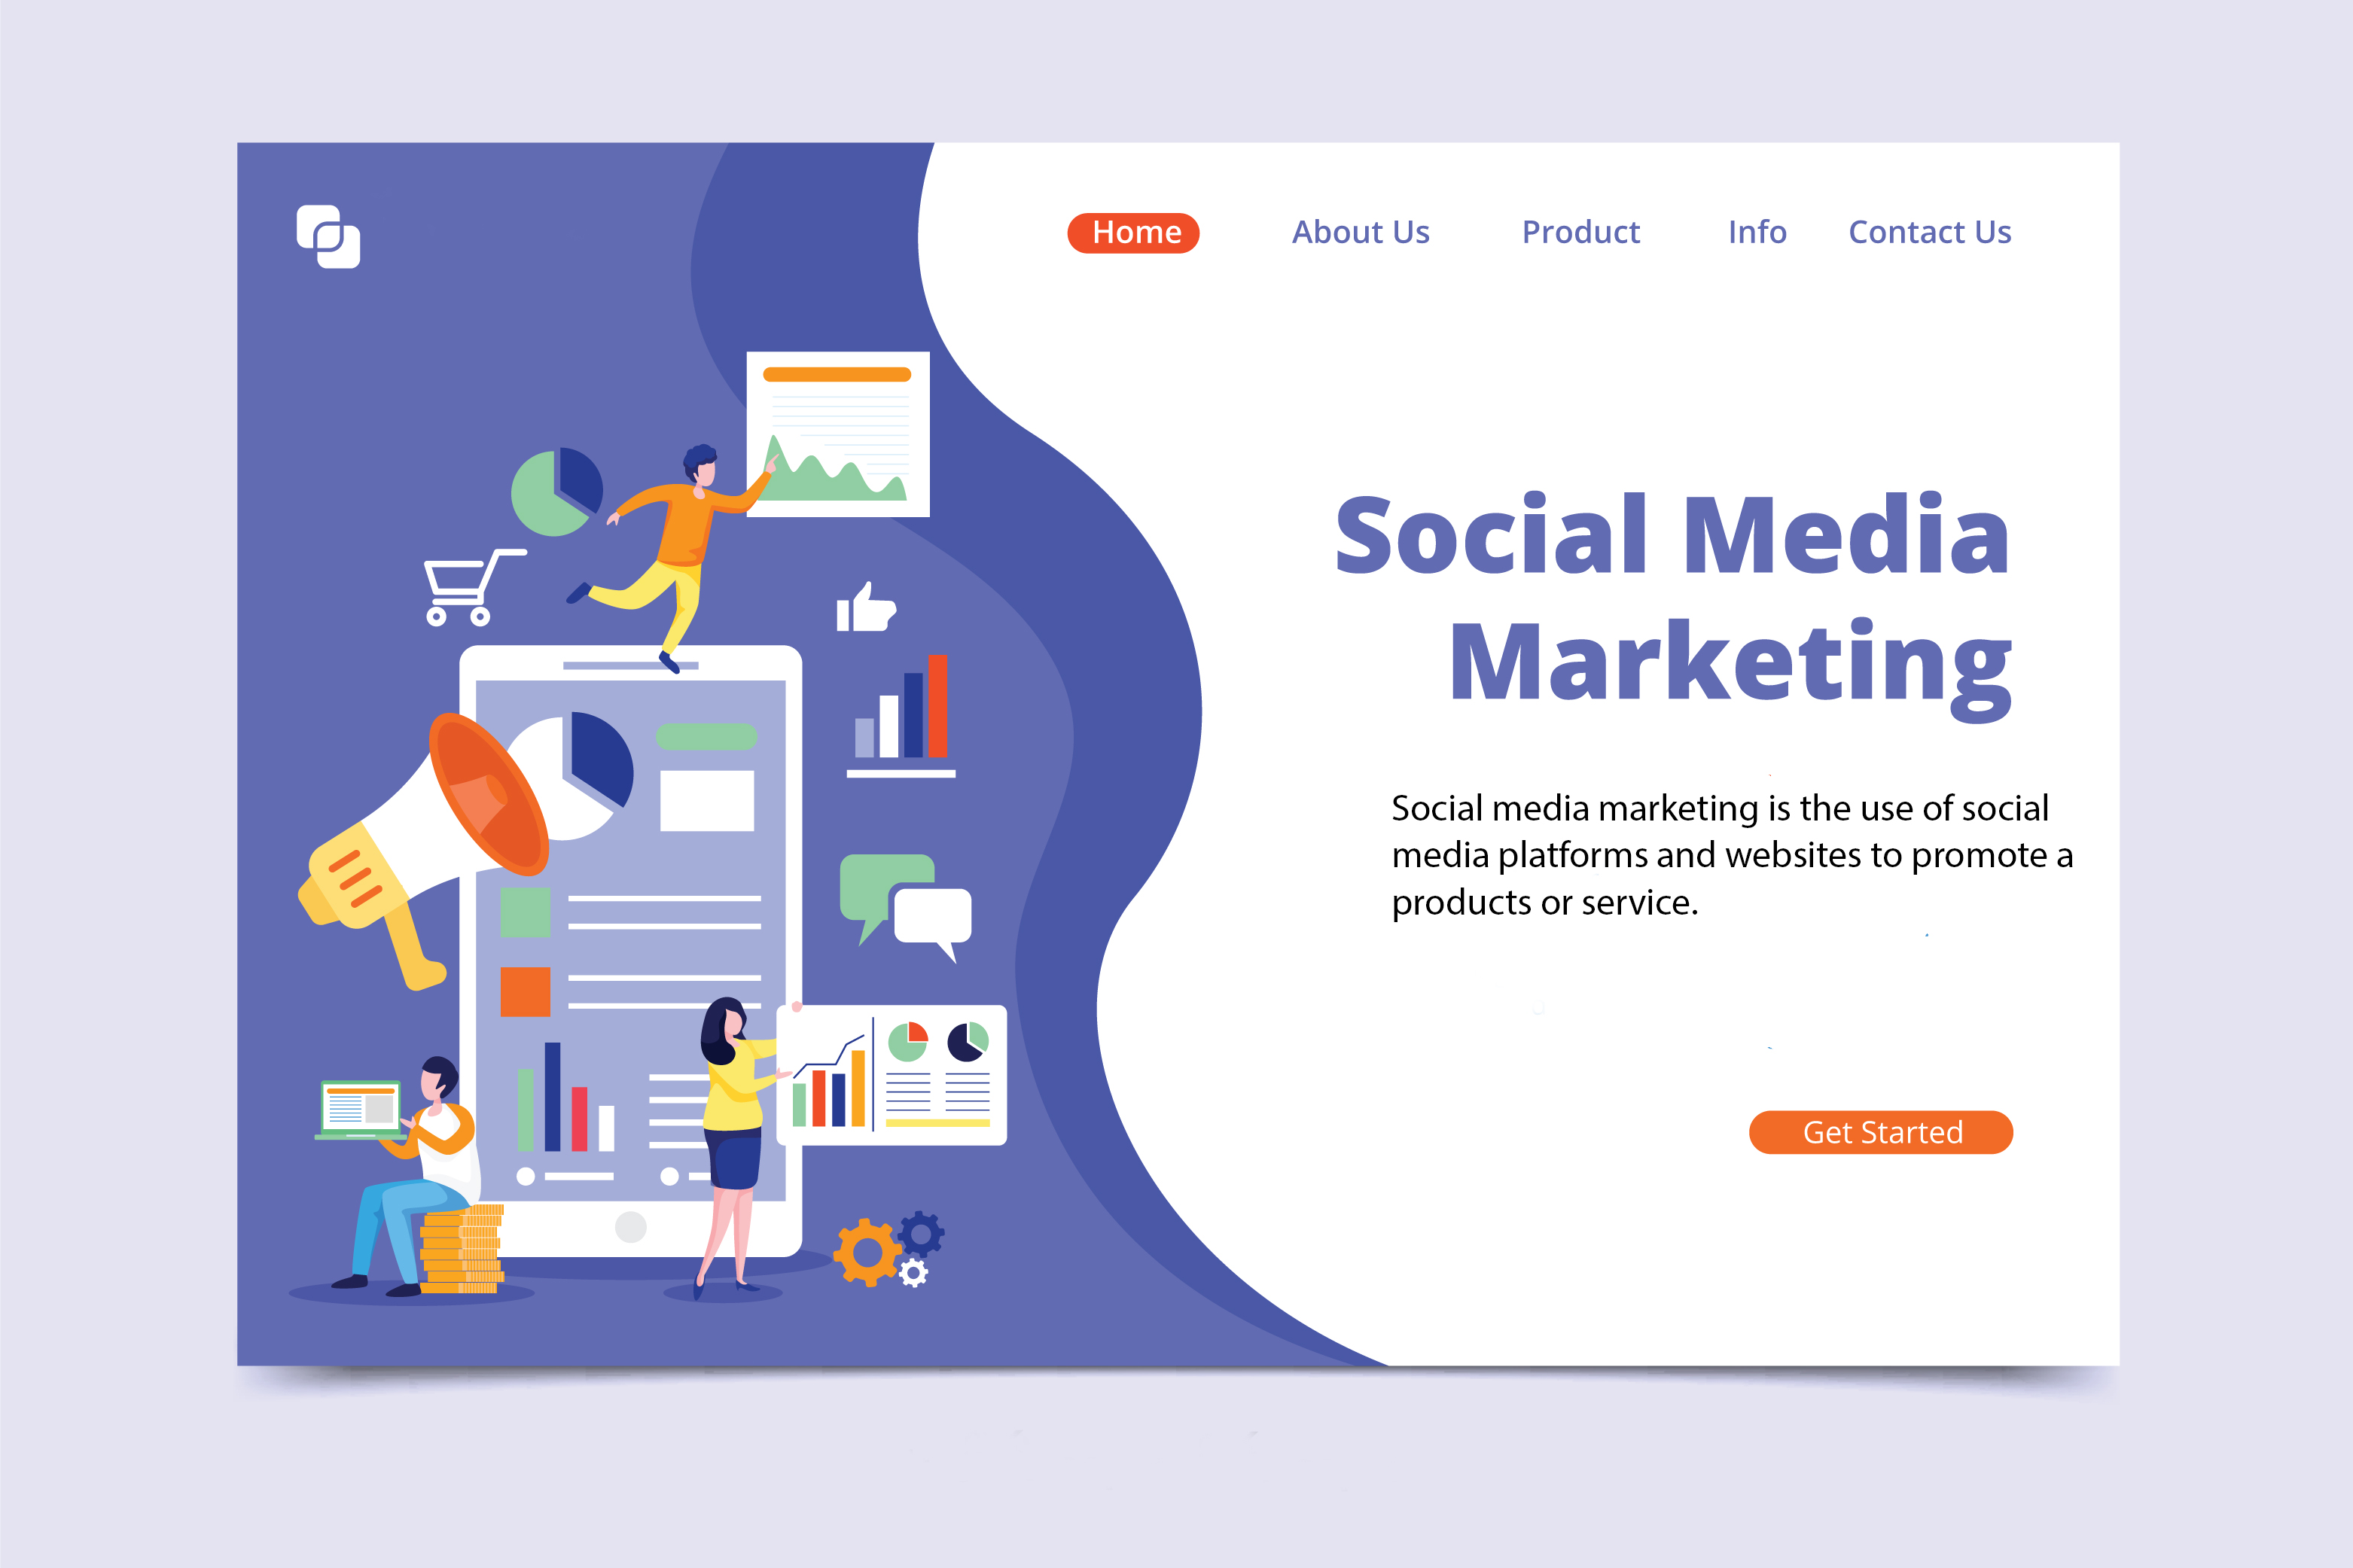 Home About Us Product Info Contact Us
Social Media
Marketing
Social media marketing is the use of social
media platforms and websites to promote a
products or service.
Get Started